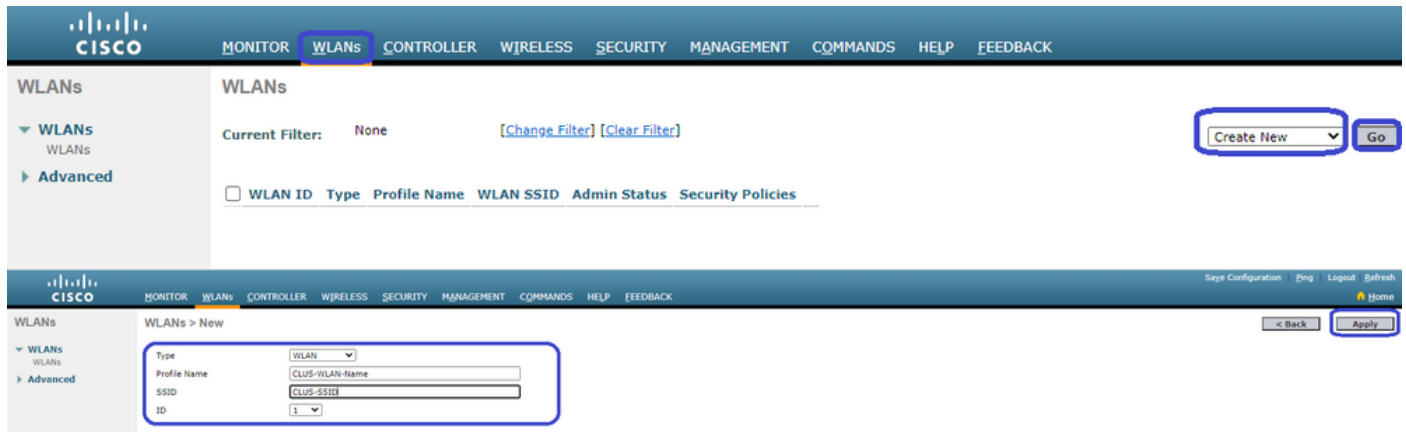 CISCO
MONITOR WLANs CONTROLLER WIRELESS SECURITY MANAGEMENT COMMANDS HELP FEEDBACK
WLANs
WLANs
WLANs
WLANs
Advanced
Current Filter: None [Change Filter] [Clear Filter]
Create New Go
WLAN ID Type Profile Name WLAN SSID Admin Status Security Policies
Save Configuration Ping Logout Refresh
CISCO
MONITOR WLANs CONTROLLER WIRELESS SECURITY MANAGEMENT COMMANDS HELP FEEDBACK
Home
WLANs
WLANs
WLANs
Advanced
WLANs > New
< Back Apply
Type WLAN
Profile Name CLUS-WLAN-Name
SSID CLUS-SSID
ID 1